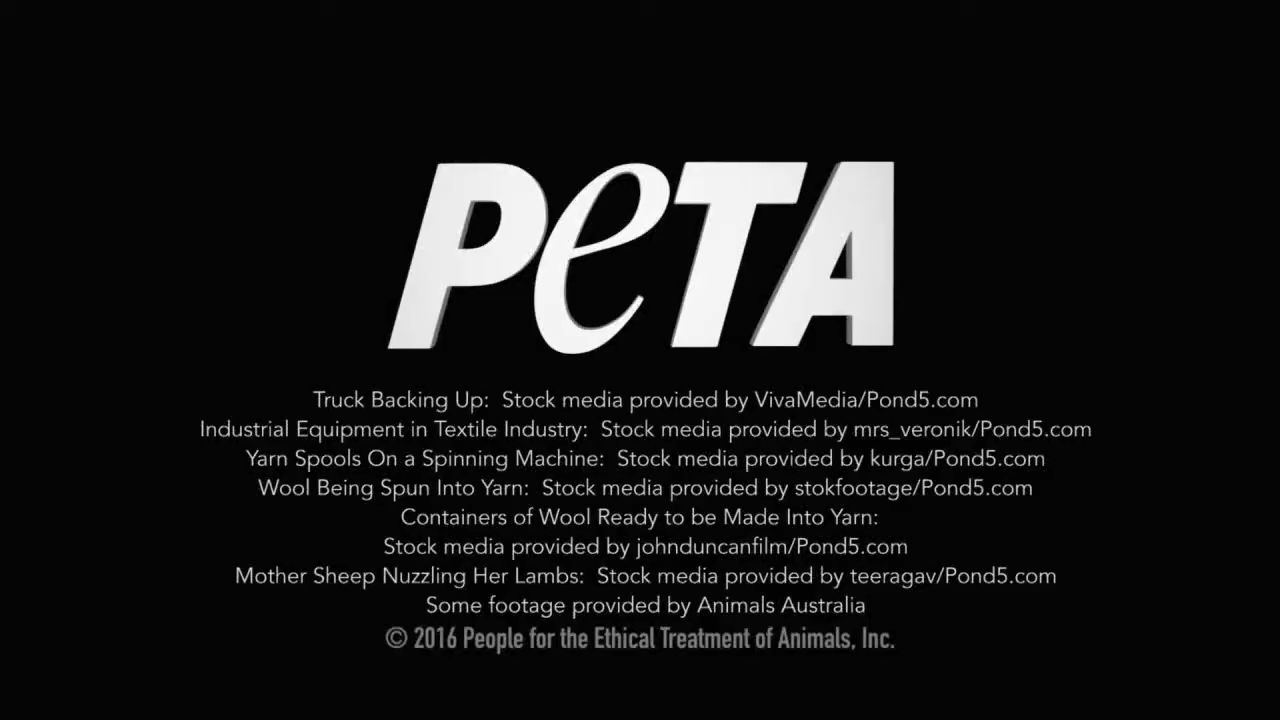 PeTA
Truck Backing Up:  Stock media provided by VivaMedia/Pond5.com
Industrial Equipment in Textile Industry:  Stock media provided by mrs_veronik/Pond5.com
Yarn Spools On a Spinning Machine:  Stock media provided by kurga/Pond5.com
Wool Being Spun Into Yarn:  Stock media provided by stokfootage/Pond5.com
Containers of Wool Ready to be Made Into Yarn:
Stock media provided by johnduncanfilm/Pond5.com
Mother Sheep Nuzzling Her Lambs:  Stock media provided by teeragav/Pond5.com
Some footage provided by Animals Australia
© 2016 People for the Ethical Treatment of Animals, Inc.